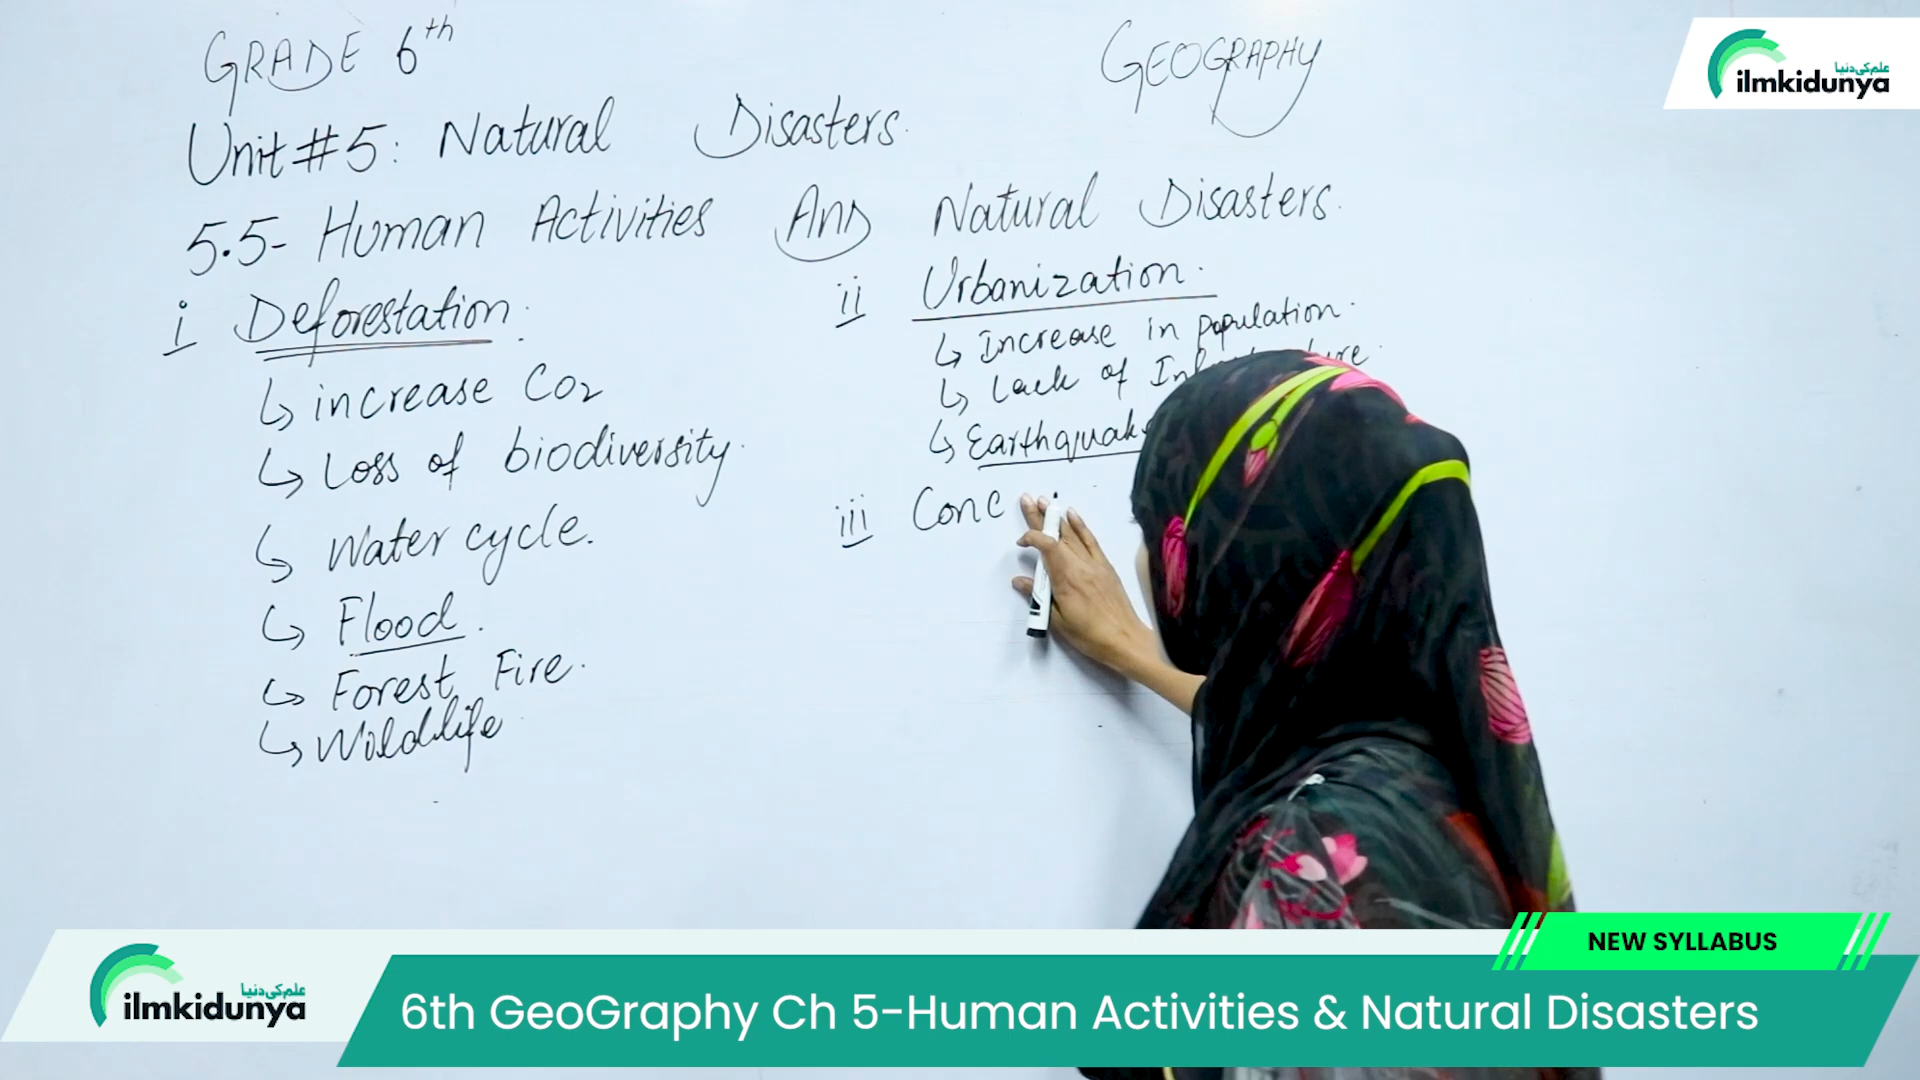 GRADE 6th
GEOGRAPHY
علم کی دنیا
ilmkidunya
Unit #5: Natural Disasters.
5.5- Human Activities AND Natural Disasters.
i Deforestation.
↳ increase CO2
↳ Loss of biodiversity.
↳ Water cycle.
↳ Flood.
↳ Forest Fire.
↳ Wildlife
ii Urbanization.
↳ Increase in population.
↳ Lack of
↳ Earthquake
iii Conc
NEW SYLLABUS
علم کی دنیا
ilmkidunya
6th GeoGraphy Ch 5-Human Activities & Natural Disasters